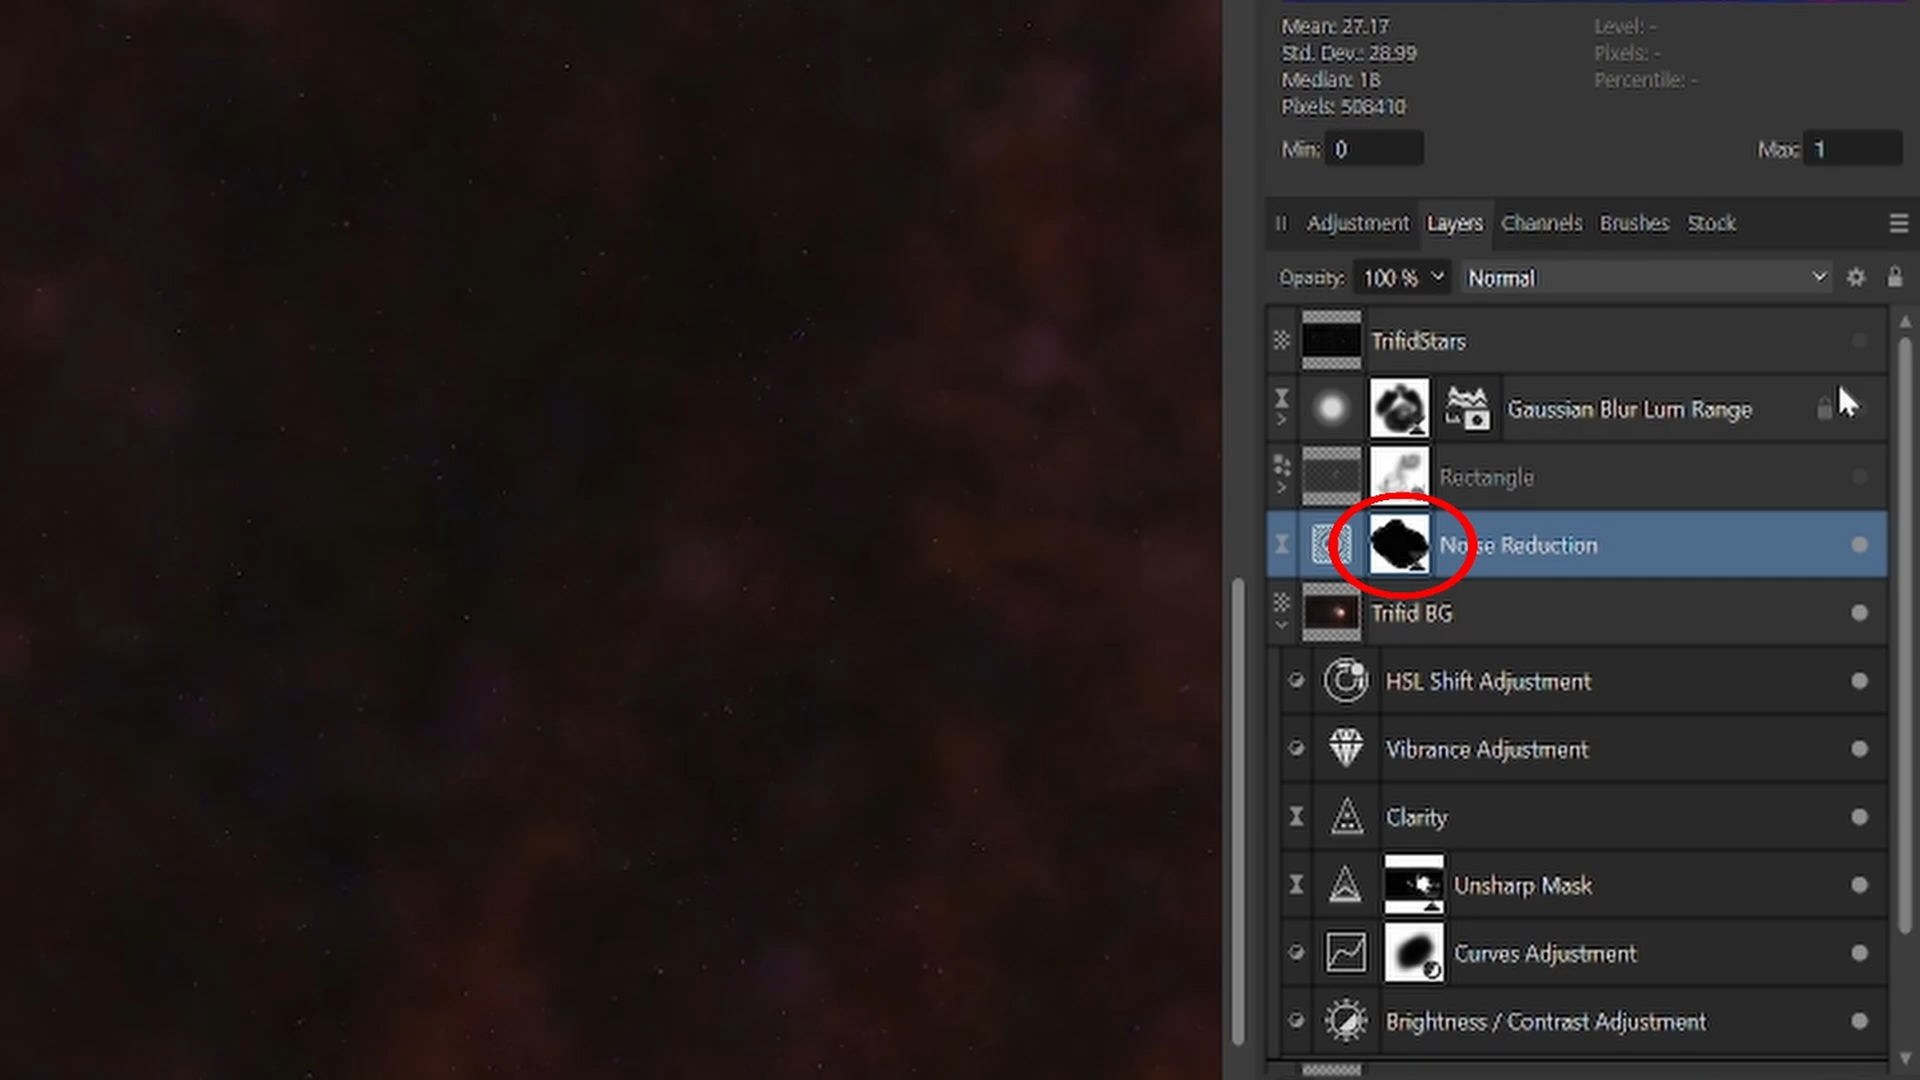 Mean: 27.17
Std. Dev.: 28.99
Median: 18
Pixels: 508410
Level: -
Pixels: -
Percentile: -
Min: 0
Max: 1
Adjustment Layers Channels Brushes Stock
Opacity: 100 % Normal
TrifidStars
Gaussian Blur Lum Range
Rectangle
Noise Reduction
Trifid BG
HSL Shift Adjustment
Vibrance Adjustment
Clarity
Unsharp Mask
Curves Adjustment
Brightness / Contrast Adjustment